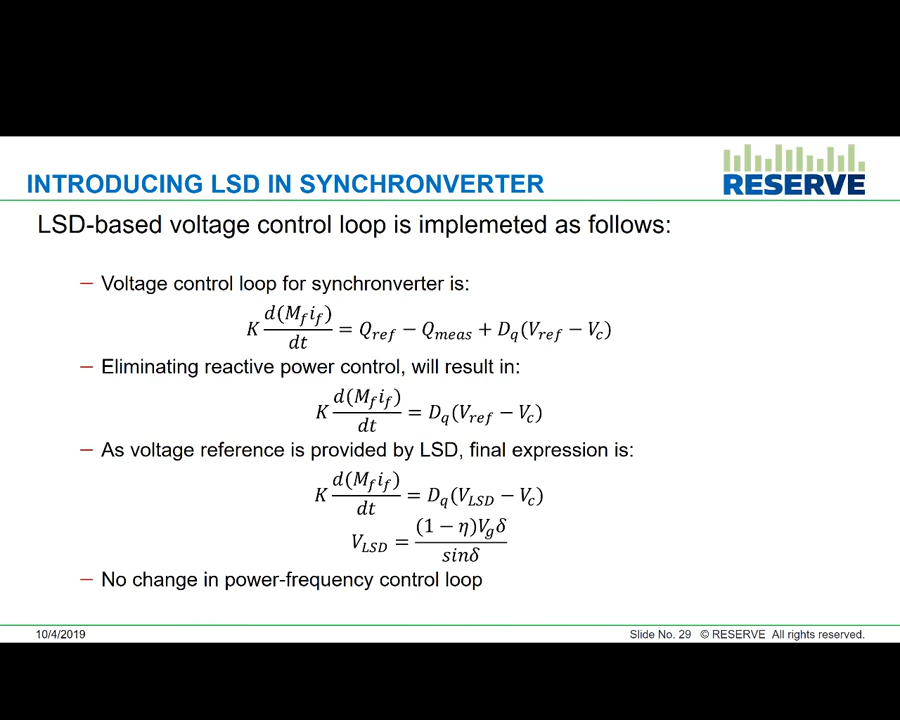 RESERVE
INTRODUCING LSD IN SYNCHRONVERTER
LSD-based voltage control loop is implemeted as follows:
– Voltage control loop for synchronverter is:
K d(M_f i_f)/dt = Q_ref − Q_meas + D_q(V_ref − V_c)
– Eliminating reactive power control, will result in:
K d(M_f i_f)/dt = D_q(V_ref − V_c)
– As voltage reference is provided by LSD, final expression is:
K d(M_f i_f)/dt = D_q(V_LSD − V_c)
V_LSD = (1 − η)V_g δ / sinδ
– No change in power-frequency control loop
10/4/2019
Slide No. 29 © RESERVE All rights reserved.